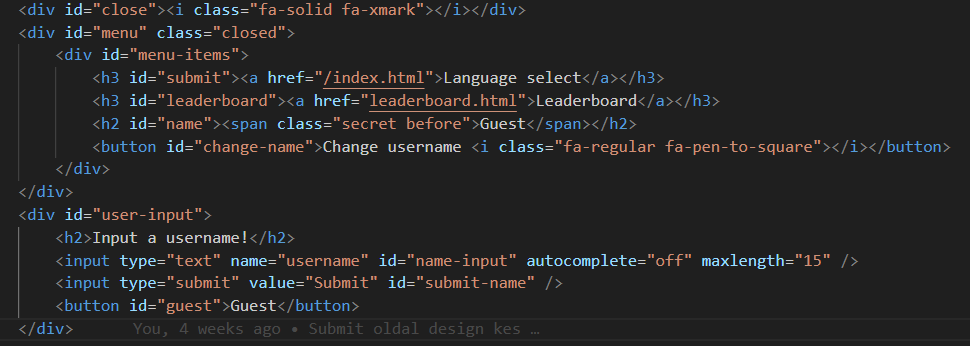 <div id="close"><i class="fa-solid fa-xmark"></i></div>
<div id="menu" class="closed">
<div id="menu-items">
<h3 id="submit"><a href="/index.html">Language select</a></h3>
<h3 id="leaderboard"><a href="leaderboard.html">Leaderboard</a></h3>
<h2 id="name"><span class="secret before">Guest</span></h2>
<button id="change-name">Change username <i class="fa-regular fa-pen-to-square"></i></button>
</div>
</div>
<div id="user-input">
<h2>Input a username!</h2>
<input type="text" name="username" id="name-input" autocomplete="off" maxlength="15" />
<input type="submit" value="Submit" id="submit-name" />
<button id="guest">Guest</button>
</div> You, 4 weeks ago • Submit oldal design kes …